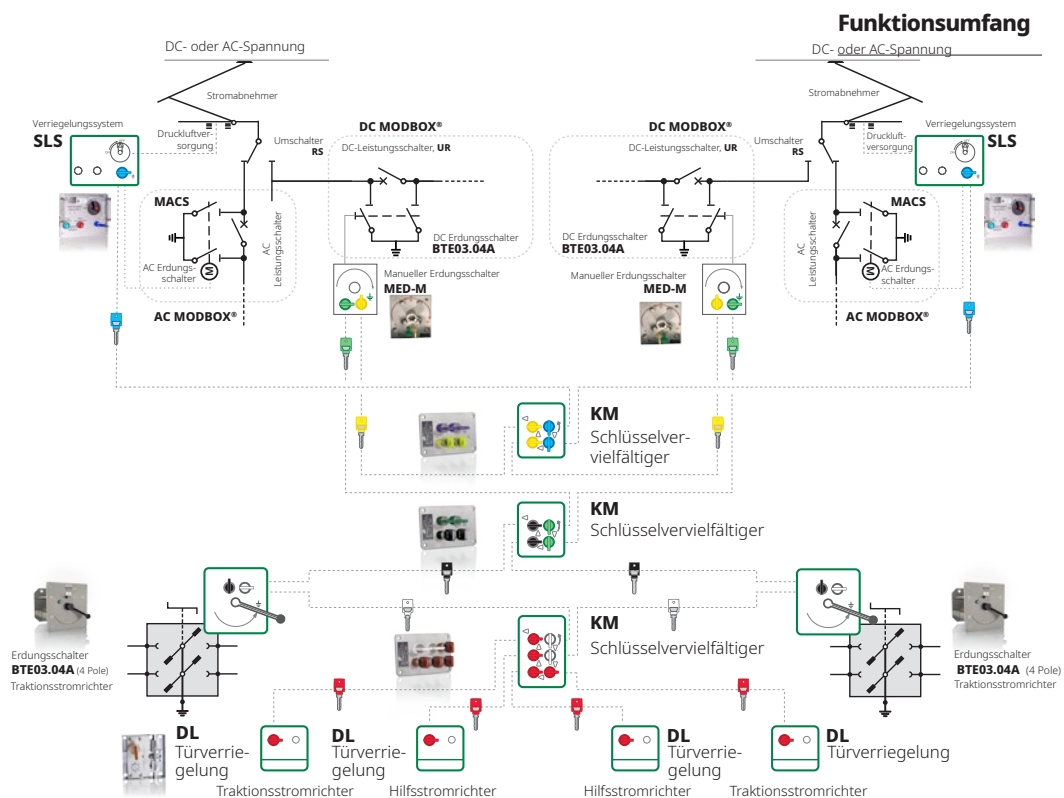 Funktionsumfang
DC- oder AC-Spannung
DC- oder AC-Spannung
Stromabnehmer
Stromabnehmer
Verriegelungssystem
SLS
Druckluftver-
sorgung
Umschalter
RS
DC MODBOX®
DC-Leistungsschalter, UR
DC MODBOX®
DC-Leistungsschalter, UR
Umschalter
RS
Druckluft-
versorgung
Verriegelungssystem
SLS
MACS
AC Erdungs-
schalter
M
AC
Leistungsschalter
AC MODBOX®
DC Erdungsschalter
BTE03.04A
Manueller Erdungsschalter
MED-M
DC Erdungsschalter
BTE03.04A
Manueller Erdungsschalter
MED-M
AC
Leistungsschalter
MACS
AC Erdungs-
schalter
M
AC MODBOX®
KM
Schlüsselver-
vielfältiger
KM
Schlüsselvervielfältiger
KM
Schlüsselvervielfältiger
Erdungsschalter
BTE03.04A (4 Pole)
Traktionsstromrichter
Erdungsschalter
BTE03.04A (4 Pole)
Traktionsstromrichter
DL
Türverrie-
gelung
Traktionsstromrichter
DL
Türverrie-
gelung
Hilfsstromrichter
DL
Türverrie-
gelung
Hilfsstromrichter
DL
Türverriegelung
Traktionsstromrichter